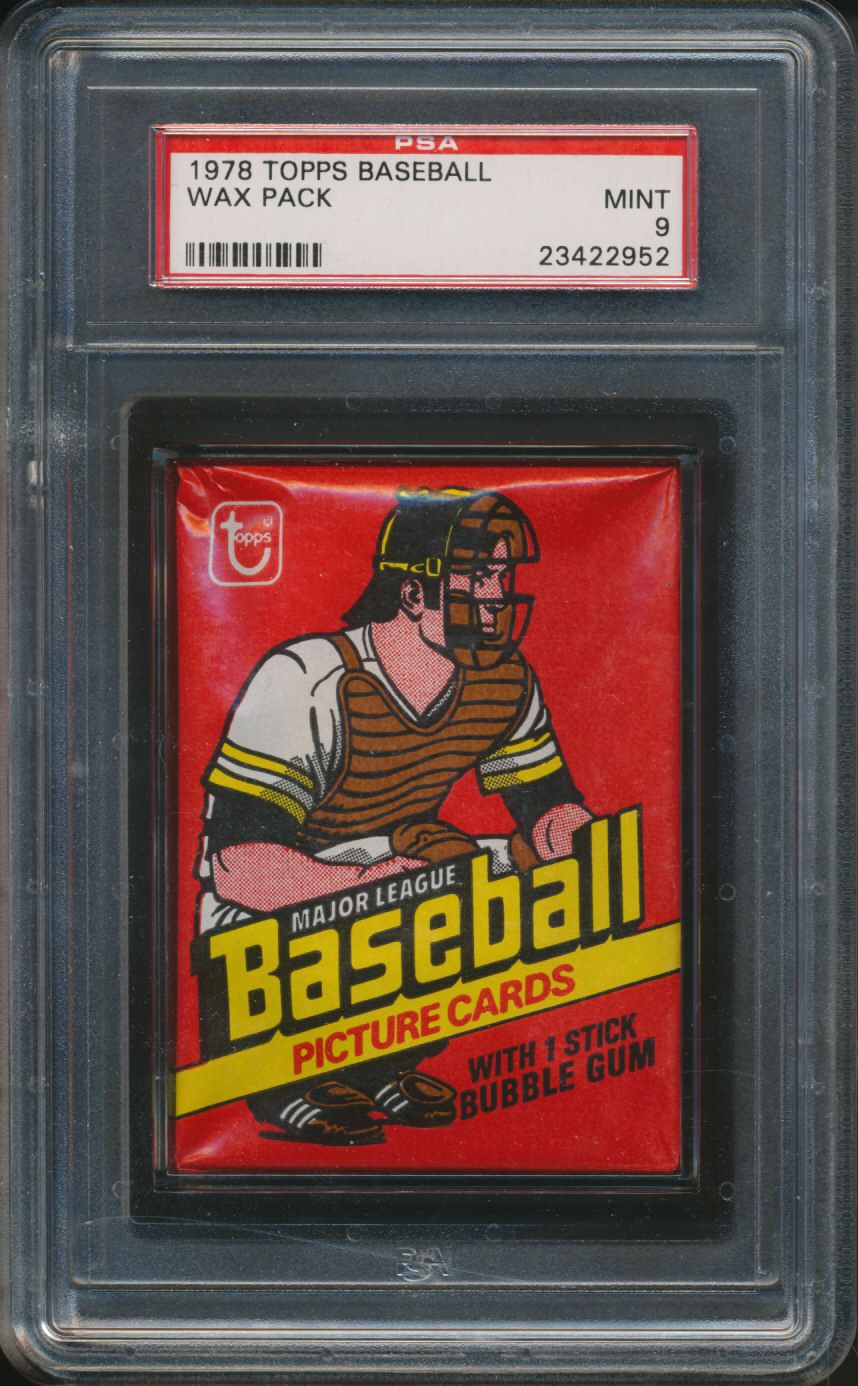 PSA
1978 TOPPS BASEBALL
WAX PACK
MINT
9
23422952
topps®
MAJOR LEAGUE
Baseball
PICTURE CARDS
WITH 1 STICK
BUBBLE GUM
PSA